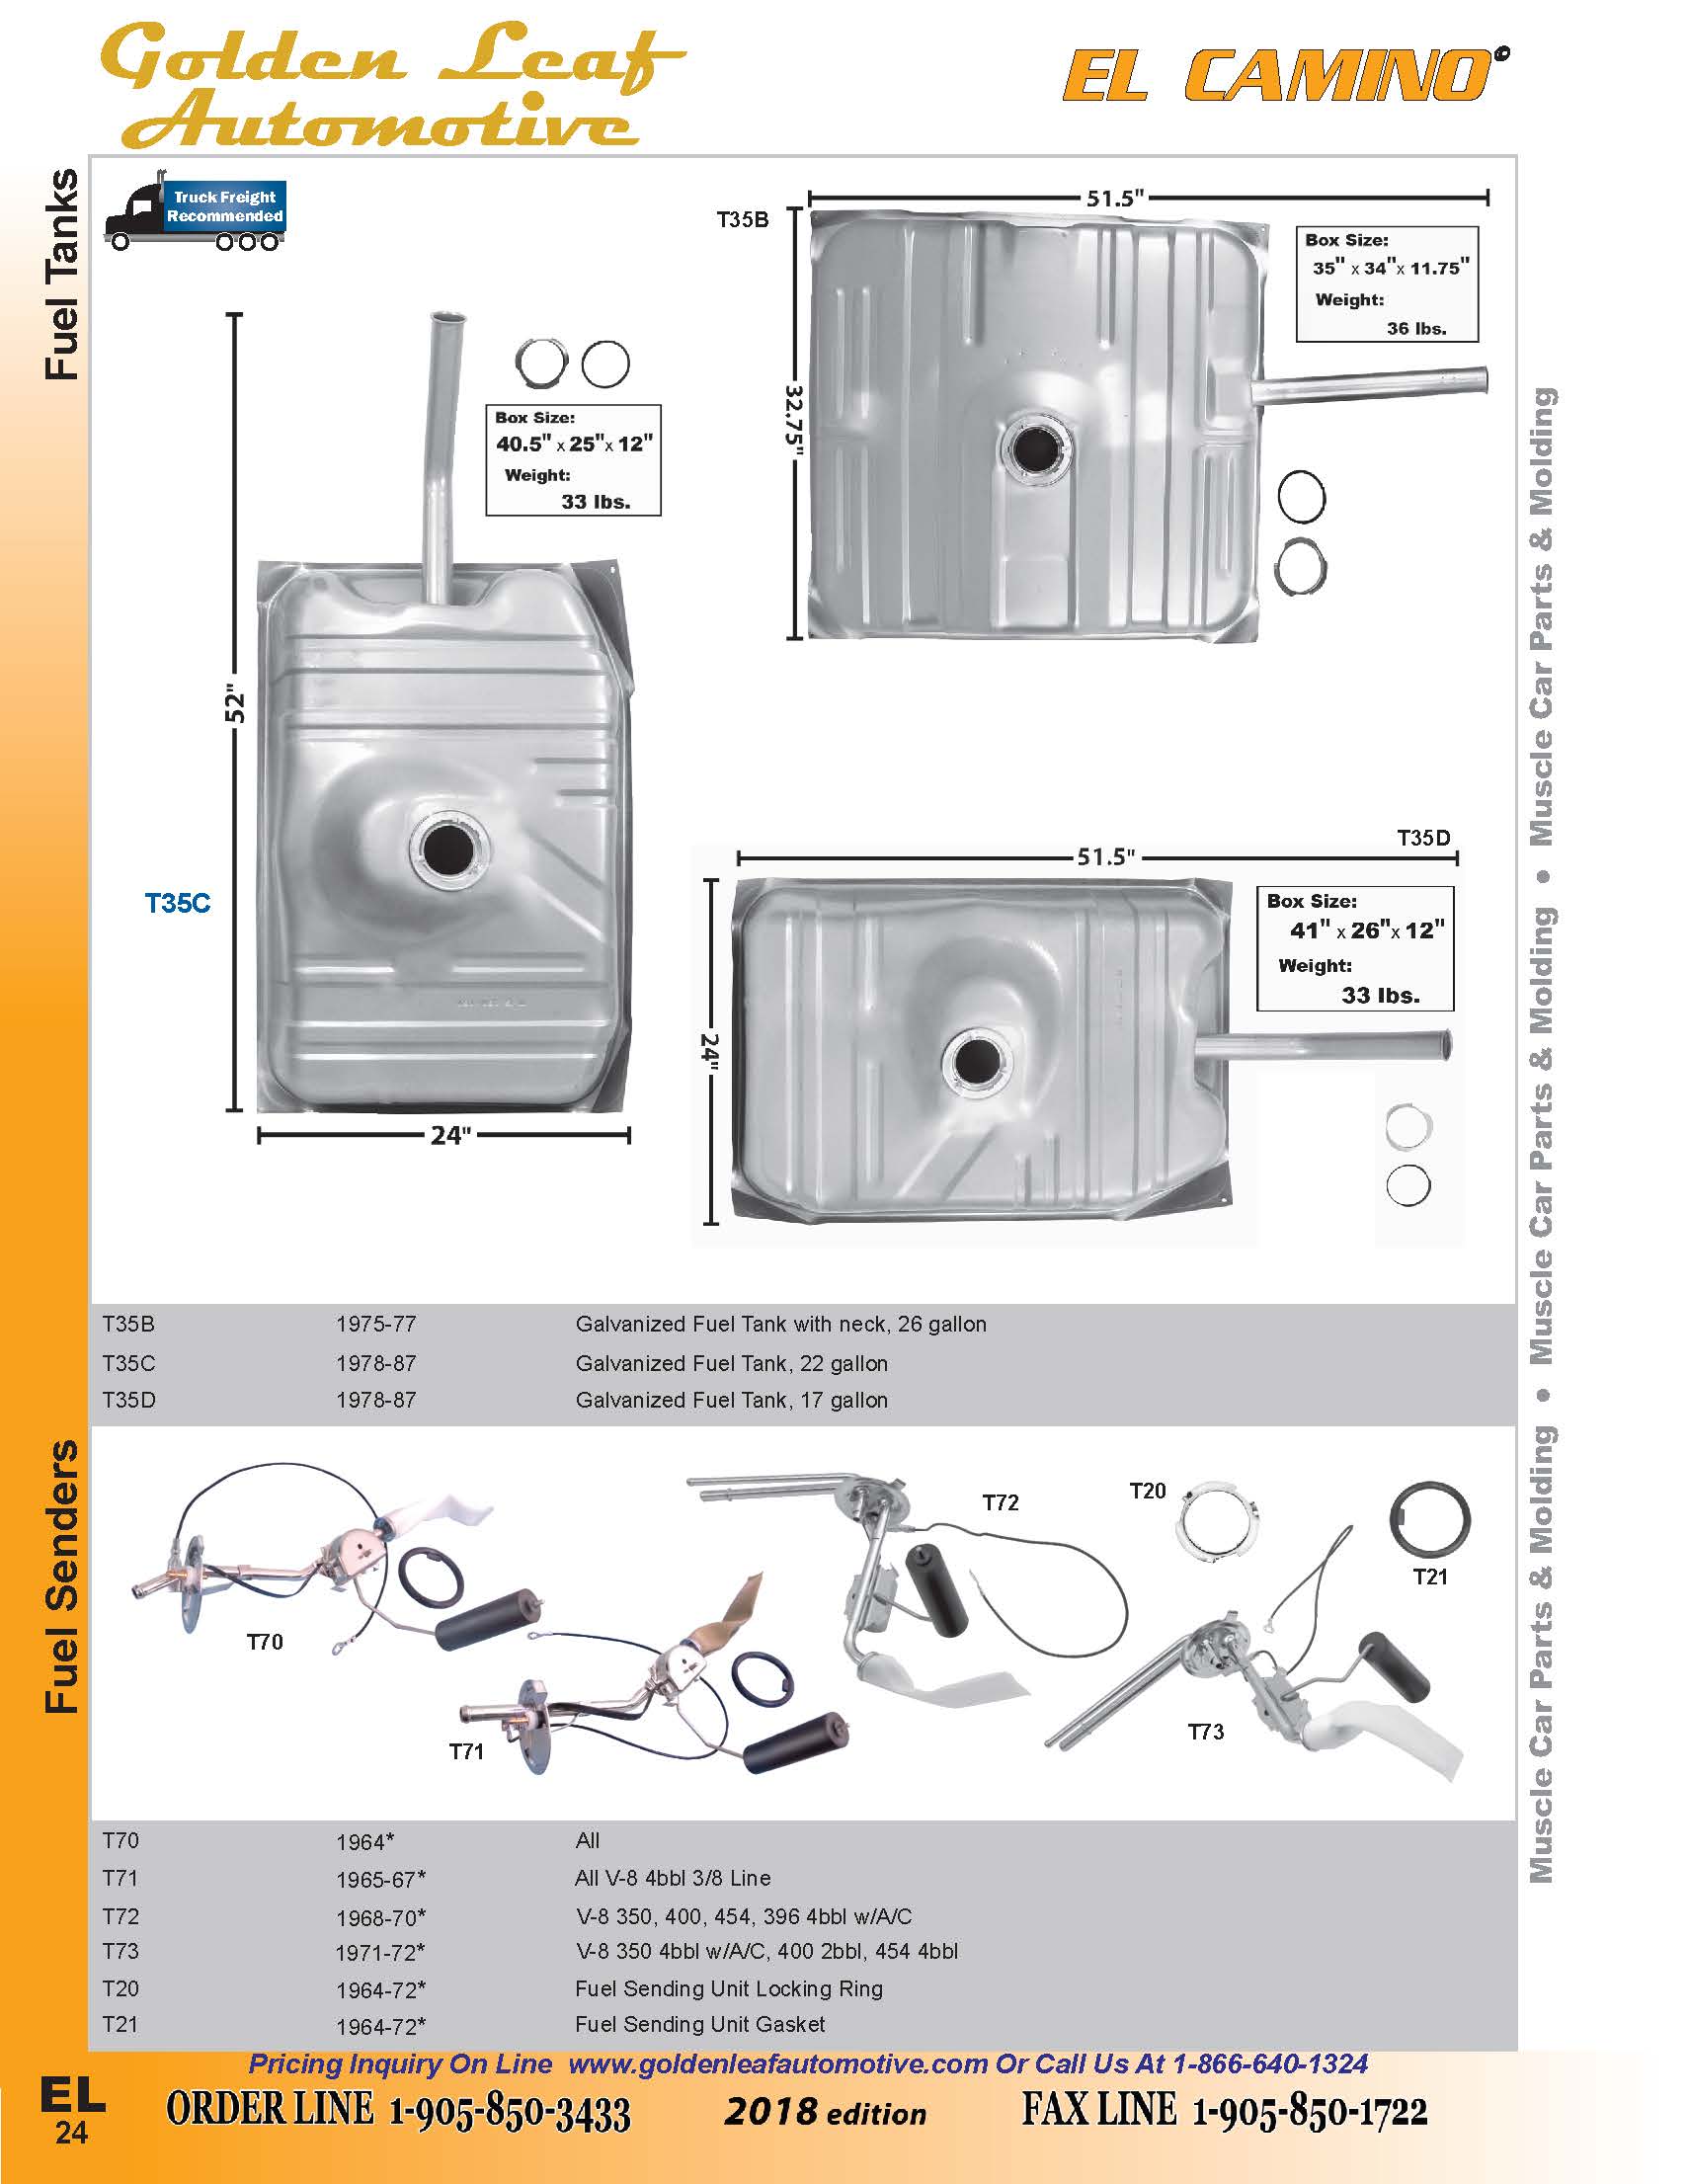 Golden Leaf
Automotive
EL CAMINO
Fuel Tanks
Truck Freight
Recommended
T35B
51.5"
32.75"
Box Size:
35" x 34"x 11.75"
Weight:
36 lbs.
52"
Box Size:
40.5" x 25"x 12"
Weight:
33 lbs.
T35C
24"
T35D
51.5"
24"
Box Size:
41" x 26"x 12"
Weight:
33 lbs.
T35B 1975-77 Galvanized Fuel Tank with neck, 26 gallon
T35C 1978-87 Galvanized Fuel Tank, 22 gallon
T35D 1978-87 Galvanized Fuel Tank, 17 gallon
Fuel Senders
T70
T71
T72
T20
T21
T73
T70 1964* All
T71 1965-67* All V-8 4bbl 3/8 Line
T72 1968-70* V-8 350, 400, 454, 396 4bbl w/A/C
T73 1971-72* V-8 350 4bbl w/A/C, 400 2bbl, 454 4bbl
T20 1964-72* Fuel Sending Unit Locking Ring
T21 1964-72* Fuel Sending Unit Gasket
Muscle Car Parts & Molding • Muscle Car Parts & Molding • Muscle Car Parts & Molding
Pricing Inquiry On Line www.goldenleafautomotive.com Or Call Us At 1-866-640-1324
EL
24
ORDER LINE 1-905-850-3433 2018 edition FAX LINE 1-905-850-1722